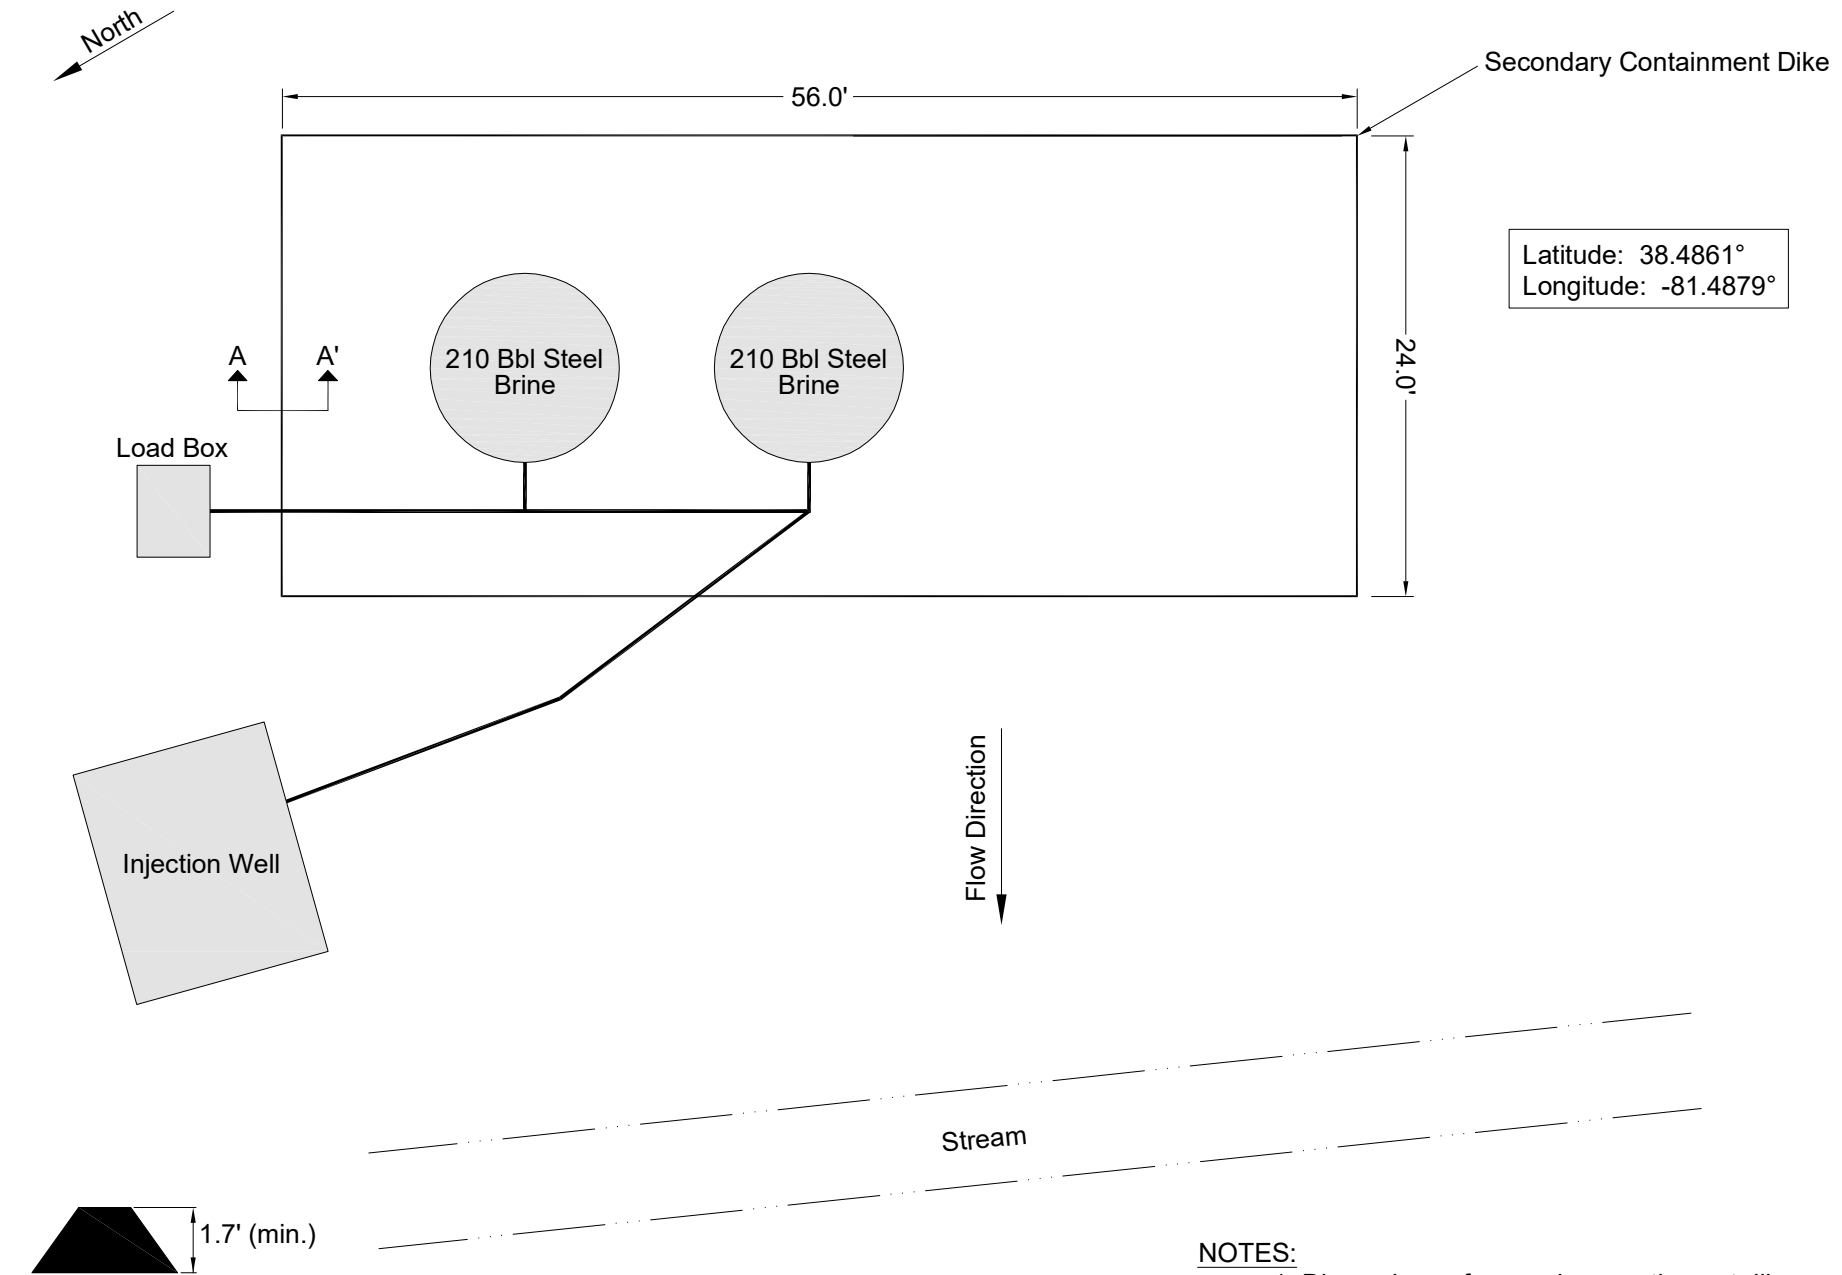 North
Secondary Containment Dike
56.0'
Latitude: 38.4861°
Longitude: -81.4879°
24.0'
A
A'
210 Bbl Steel
Brine
210 Bbl Steel
Brine
Load Box
Injection Well
Flow Direction
Stream
1.7' (min.)
NOTES: